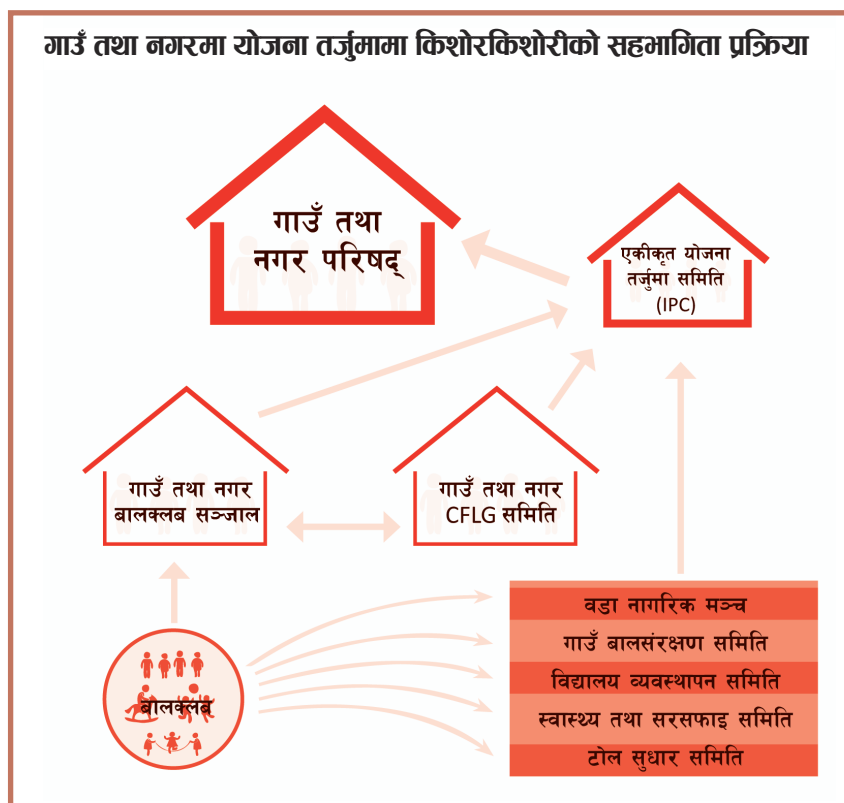 गाउँ तथा नगरमा योजना तर्जुमामा किशोरकिशोरीको सहभागिता प्रक्रिया
गाउँ तथा
नगर परिषद्
एकीकृत योजना
तर्जुमा समिति
(IPC)
गाउँ तथा नगर
बालक्लब सञ्जाल
गाउँ तथा नगर
CFLG समिति
बालक्लब
वडा नागरिक मञ्च
गाउँ बालसंरक्षण समिति
विद्यालय व्यवस्थापन समिति
स्वास्थ्य तथा सरसफाइ समिति
टोल सुधार समिति